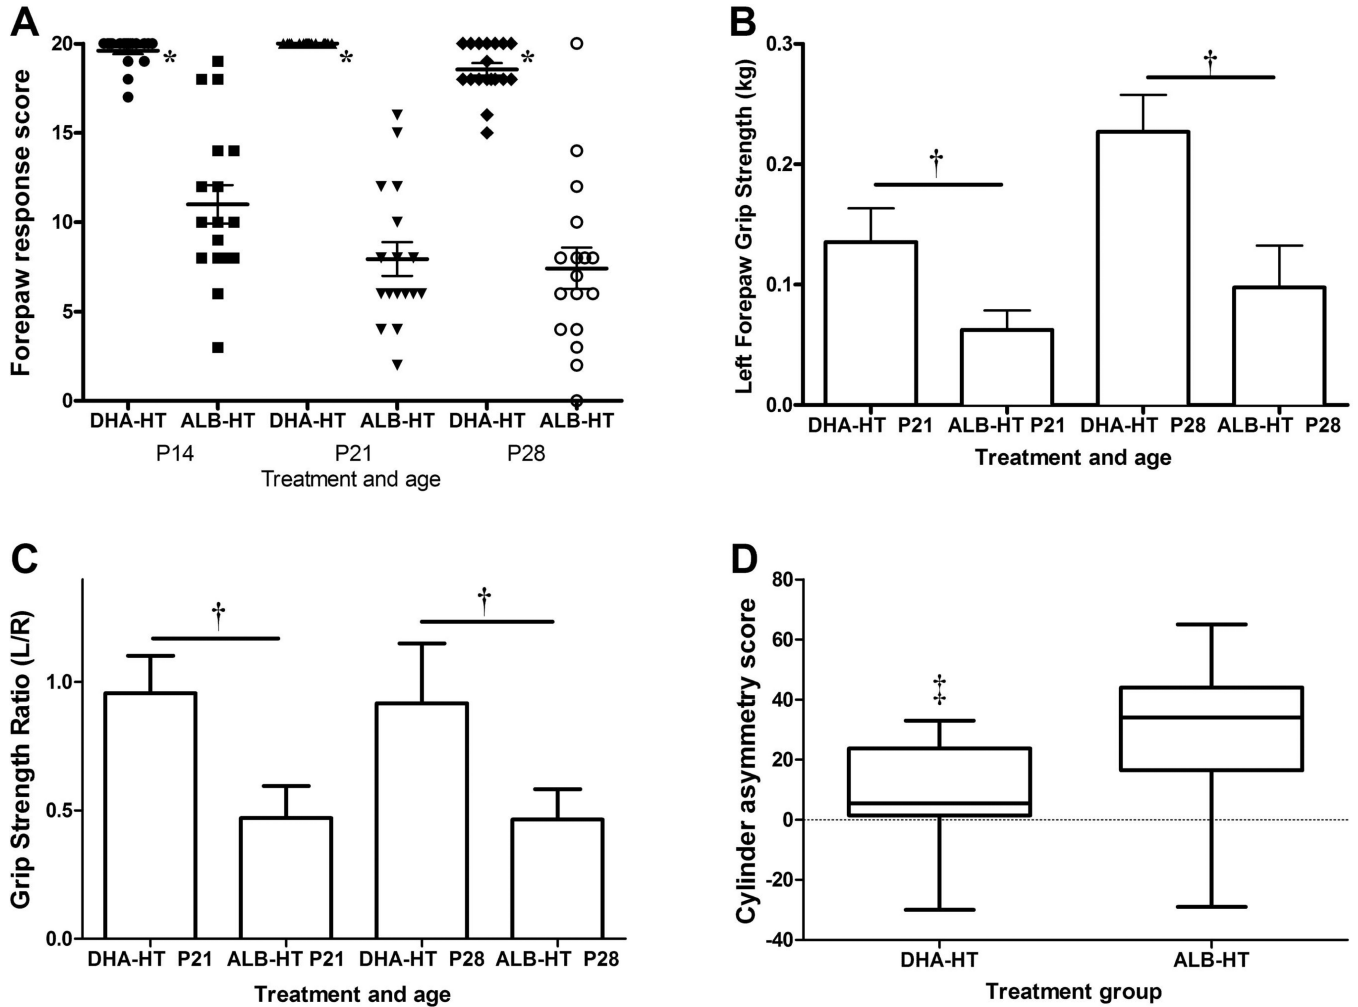 A
Forepaw response score
20
15
10
5
0
*
*
*
DHA-HT ALB-HT DHA-HT ALB-HT DHA-HT ALB-HT
P14 P21 P28
Treatment and age
B
Left Forepaw Grip Strength (kg)
0.3
0.2
0.1
0.0
†
†
DHA-HT P21 ALB-HT P21 DHA-HT P28 ALB-HT P28
Treatment and age
C
Grip Strength Ratio (L/R)
1.0
0.5
0.0
†
†
DHA-HT P21 ALB-HT P21 DHA-HT P28 ALB-HT P28
Treatment and age
D
Cylinder asymmetry score
80
60
40
20
0
-20
-40
‡
DHA-HT ALB-HT
Treatment group